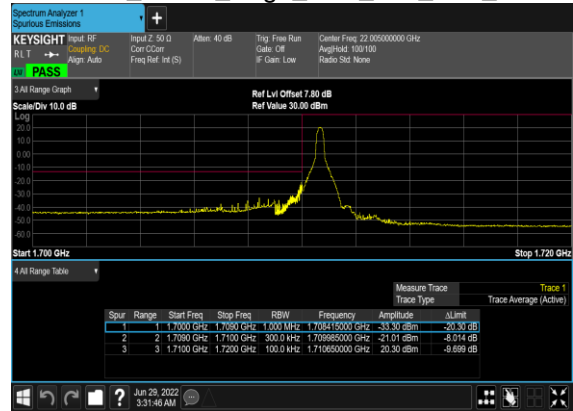 Spectrum Analyzer 1
Spurious Emissions
+
KEYSIGHT Input: RF Input Z: 50 Ω Atten: 40 dB Trig: Free Run Center Freq: 22.005000000 GHz
RLT Coupling: DC Corr CCorr Gate: Off Avg|Hold: 100/100
Align: Auto Freq Ref: Int (S) IF Gain: Low Radio Std: None
PASS
3 All Range Graph Ref Lvl Offset 7.80 dB
Scale/Div 10.0 dB Ref Value 30.00 dBm
Log
20.0
10.0
0.00
-10.0
-20.0
-30.0
-40.0
-50.0
-60.0
Start 1.700 GHz Stop 1.720 GHz
4 All Range Table
Measure Trace Trace 1
Trace Type Trace Average (Active)
Spur Range Start Freq Stop Freq RBW Frequency Amplitude ΔLimit
1 1 1.7000 GHz 1.7090 GHz 1.000 MHz 1.708415000 GHz -33.30 dBm -20.30 dB
2 2 1.7090 GHz 1.7100 GHz 300.0 kHz 1.709985000 GHz -21.01 dBm -8.014 dB
3 3 1.7100 GHz 1.7200 GHz 100.0 kHz 1.710650000 GHz 20.30 dBm -9.699 dB
? Jun 29, 2022
3:31:46 AM